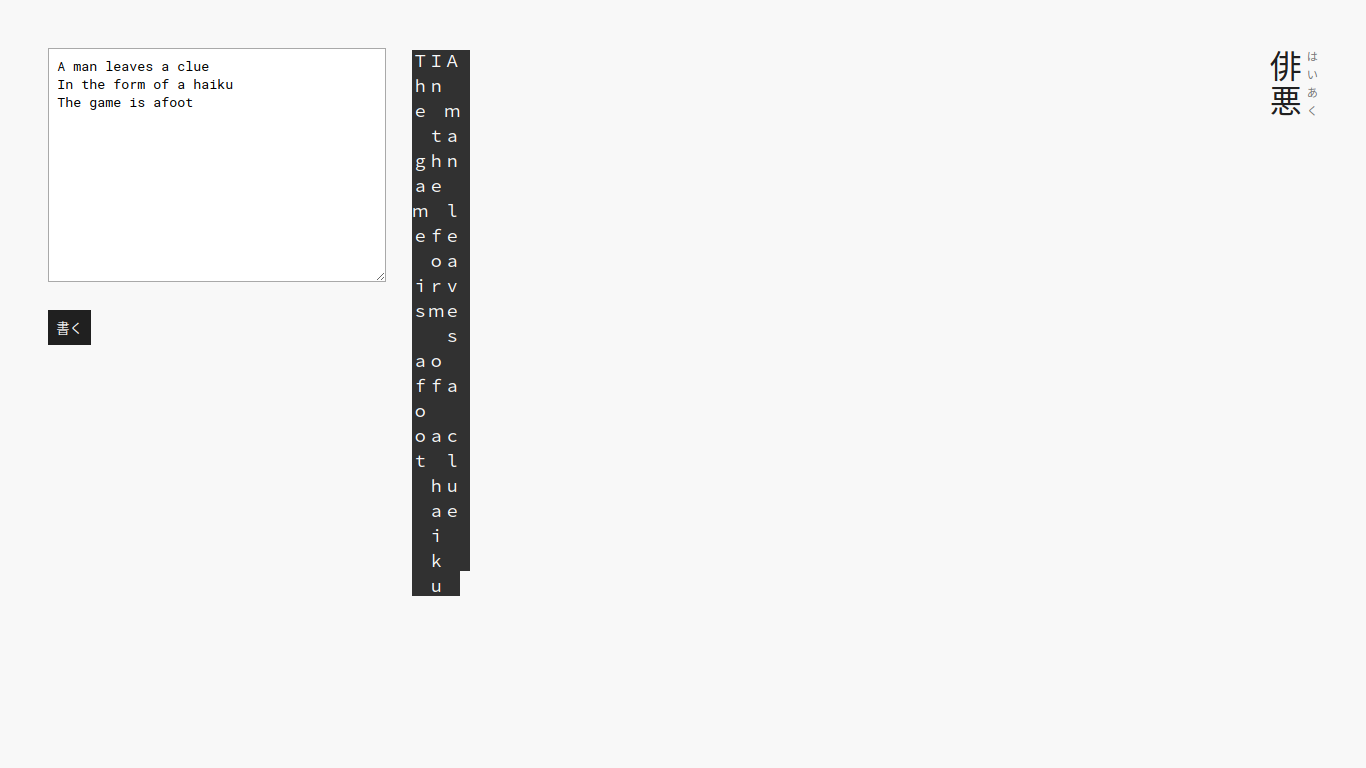 A man leaves a clue
In the form of a haiku
The game is afoot
書く
A man leaves a clue
In the form of a haiku
The game is afoot
俳悪
はいあく